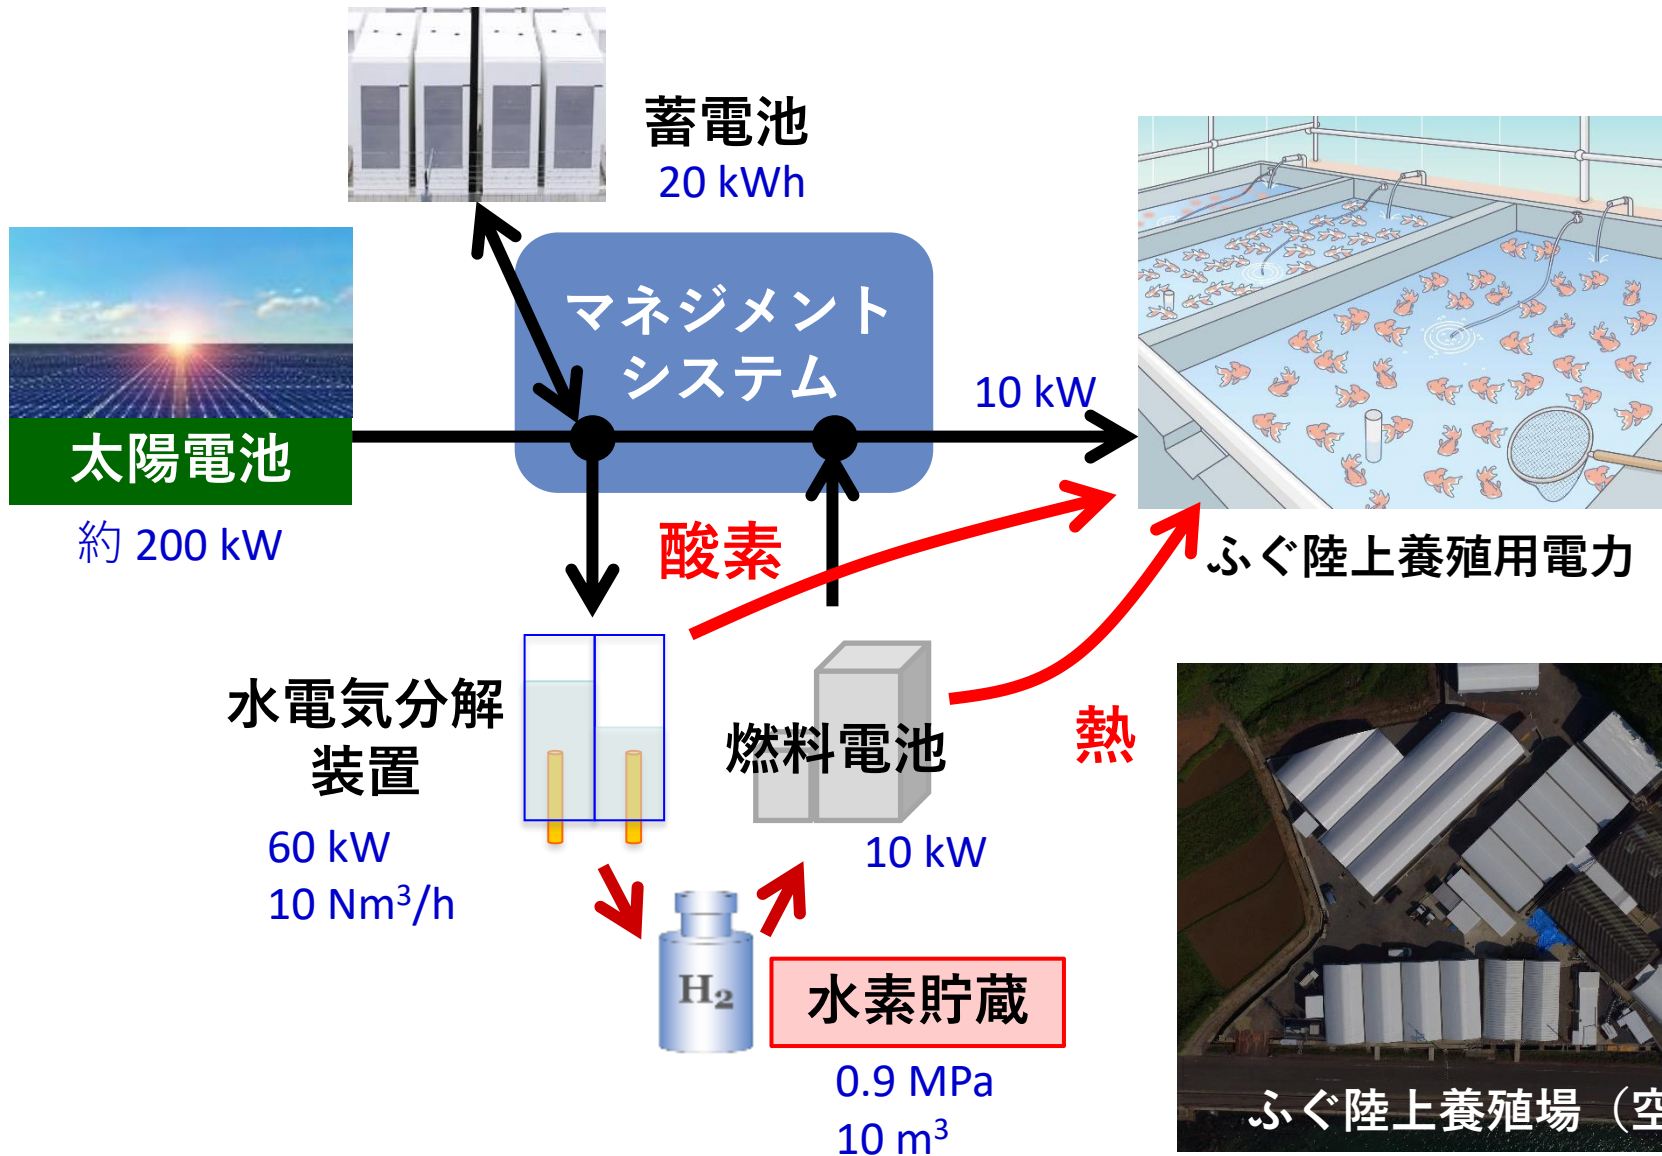 蓄電池
20 kWh
マネジメント
システム
10 kW
太陽電池
約 200 kW
酸素
ふぐ陸上養殖用電力
水電気分解
装置
60 kW
10 Nm³/h
燃料電池
10 kW
熱
H₂
水素貯蔵
0.9 MPa
10 m³
ふぐ陸上養殖場（空